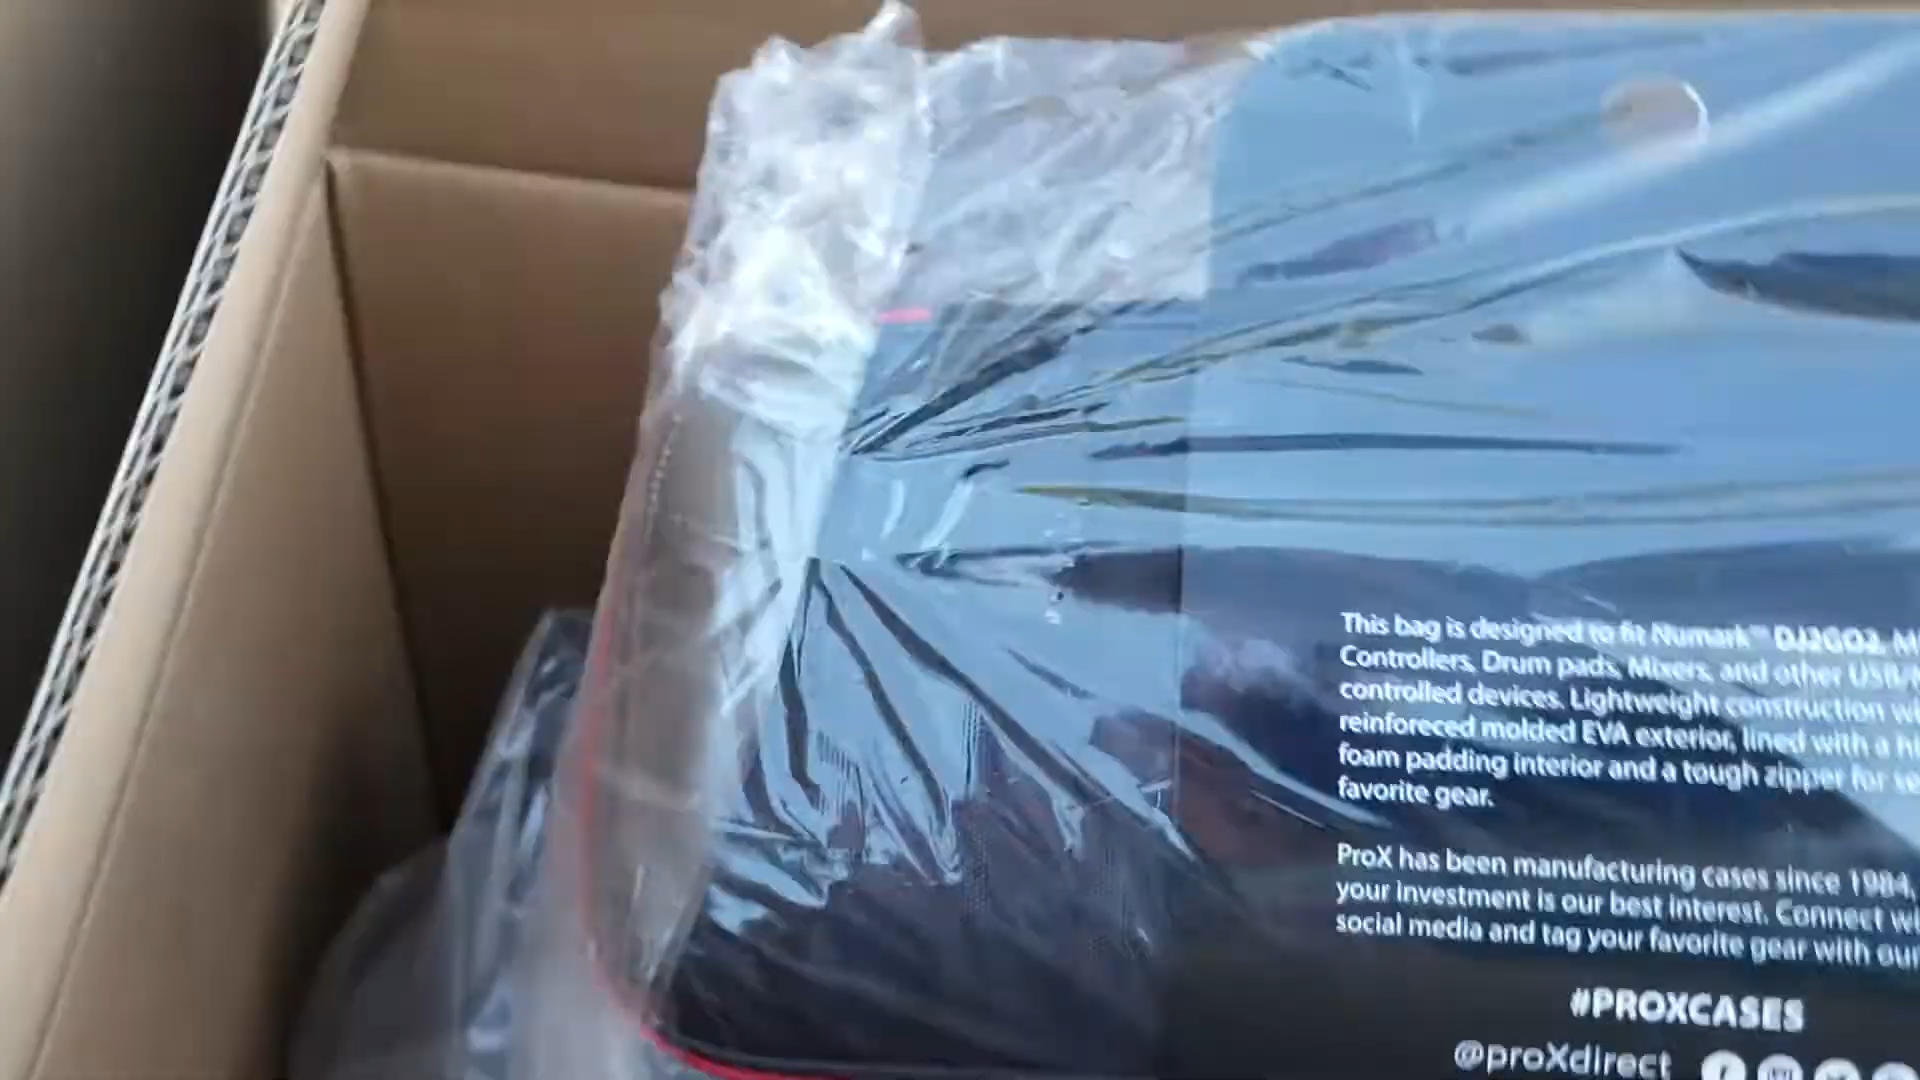 This bag is designed to fit Numark™ DJ2GO2,
Controllers, Drum pads, Mixers, and other
controlled devices. Lightweight construction
reinforeced molded EVA exterior, lined with a
foam padding interior and a tough zipper for
favorite gear.
ProX has been manufacturing cases since 1984,
your investment is our best interest. Connect
social media and tag your favorite gear with
#PROXCASES
@proXdirect